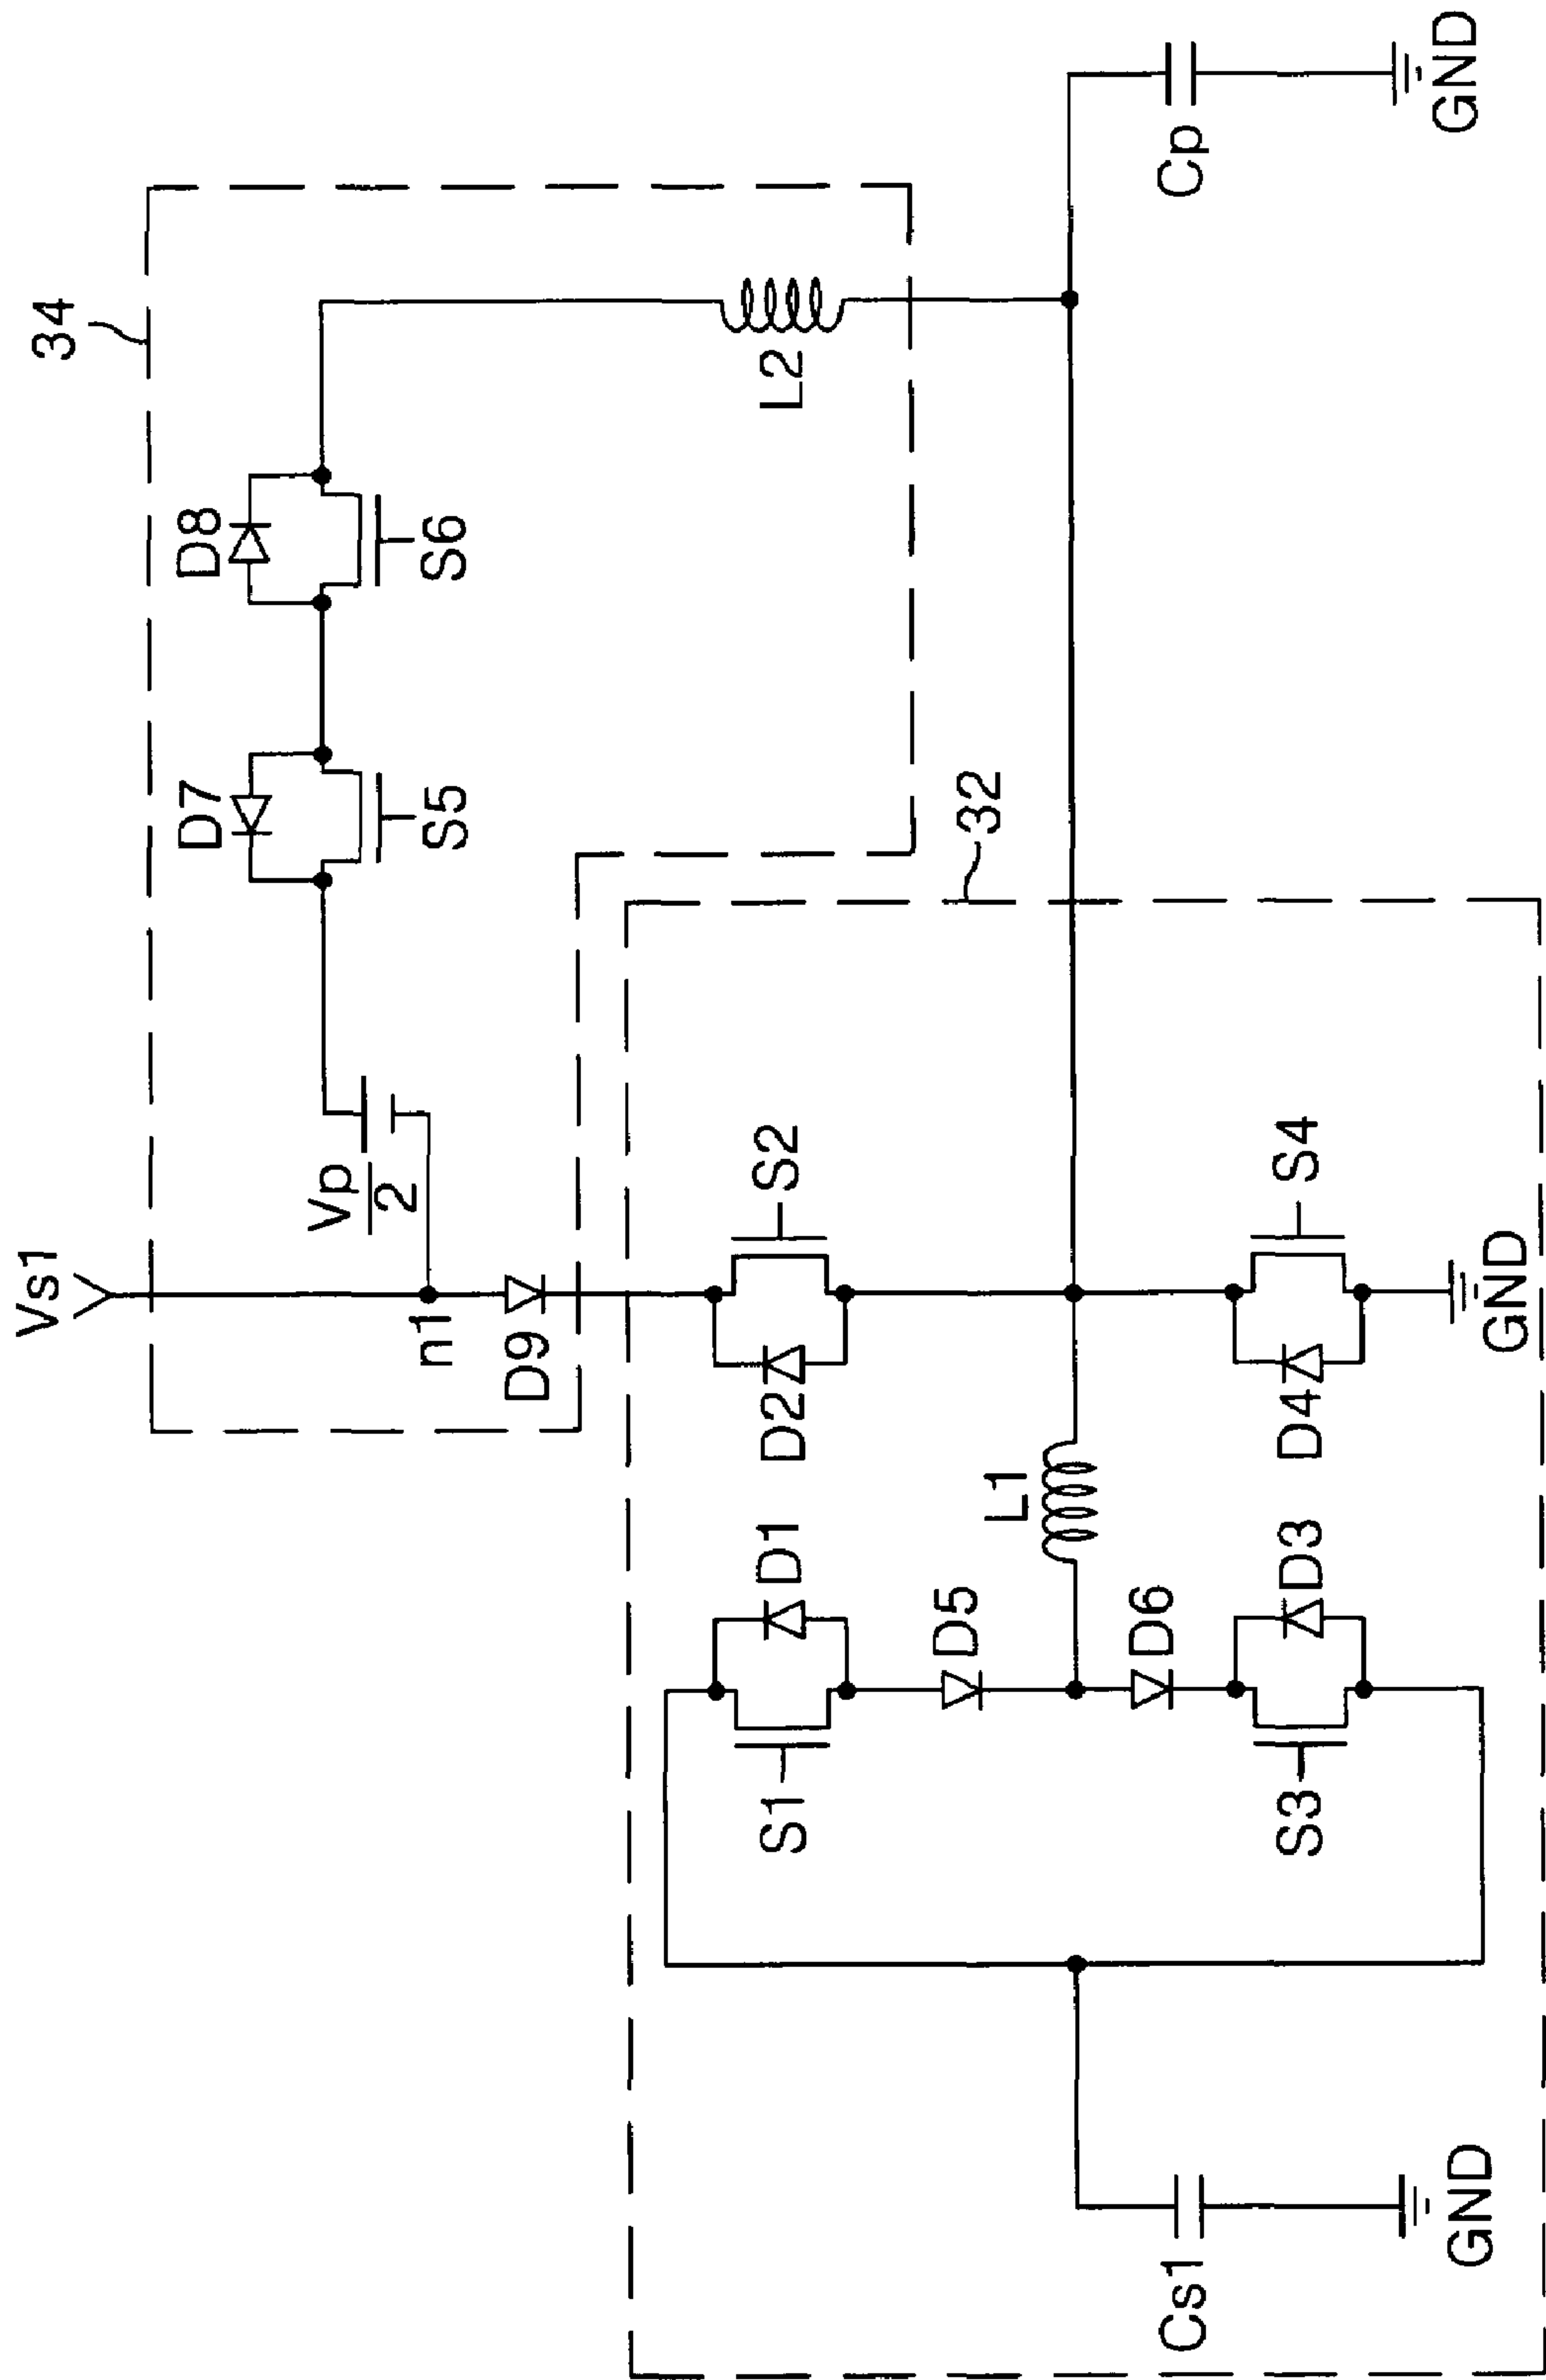 34
Vs1
Vp
2
n1
D9
D7
S5
D8
S6
L2
32
S2
D2
D1
S1
D5
L1
D6
D3
S3
S4
D4
GND
Cs1
GND
Cp
GND